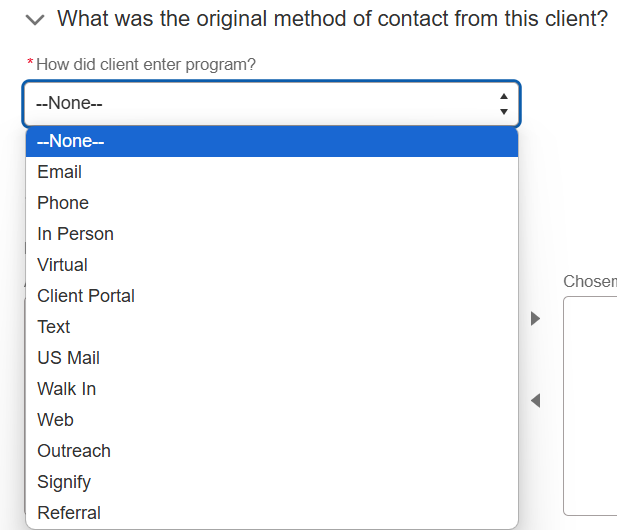 What was the original method of contact from this client?
*How did client enter program?
--None--
--None--
Email
Phone
In Person
Virtual
Client Portal
Text
US Mail
Walk In
Web
Outreach
Signify
Referral